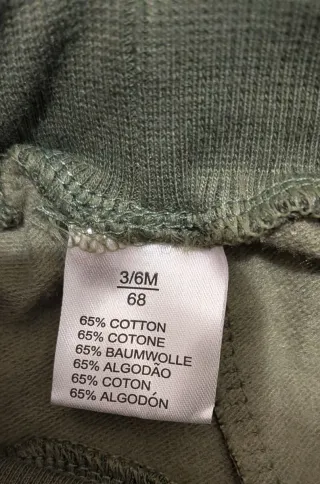 3/6M
68
65% COTTON
65% COTONE
65% BAUMWOLLE
65% ALGODÃO
65% COTON
65% ALGODÓN